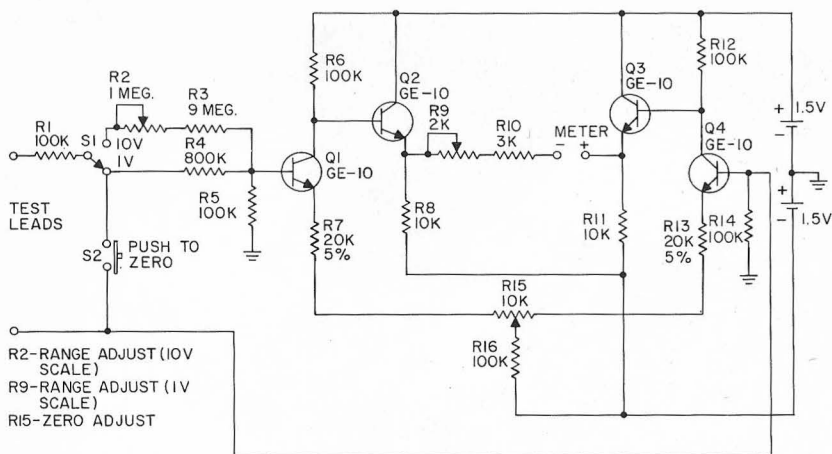 R1
100K
TEST
LEADS
S1
R2
1 MEG.
10V
1V
R3
9 MEG.
R4
800K
R5
100K
S2
PUSH TO
ZERO
R6
100K
Q1
GE-10
R7
20K
5%
Q2
GE-10
R8
10K
R9
2K
R10
3K
METER
- +
Q3
GE-10
R11
10K
R12
100K
Q4
GE-10
R13
20K
5%
R14
100K
R15
10K
R16
100K
+
-
1.5V
+
-
1.5V
R2-RANGE ADJUST (10V
SCALE)
R9-RANGE ADJUST (1V
SCALE)
R15-ZERO ADJUST